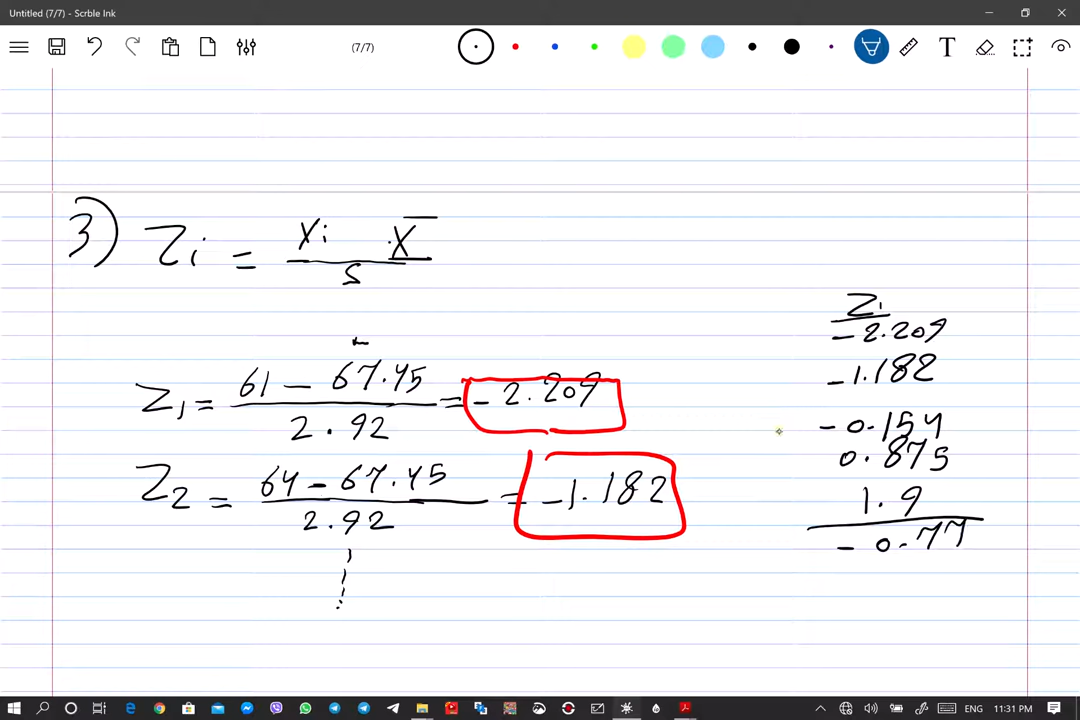 Untitled (7/7) - Scrble Ink
(7/7)
T
3) Zi = Xi X̅ / S
Z1 = 61 - 67.45 / 2.92 = -2.209
Z2 = 64 - 67.45 / 2.92 = -1.182
Zi
-2.209
-1.182
-0.154
0.875
1.9
-0.77
ENG 11:31 PM